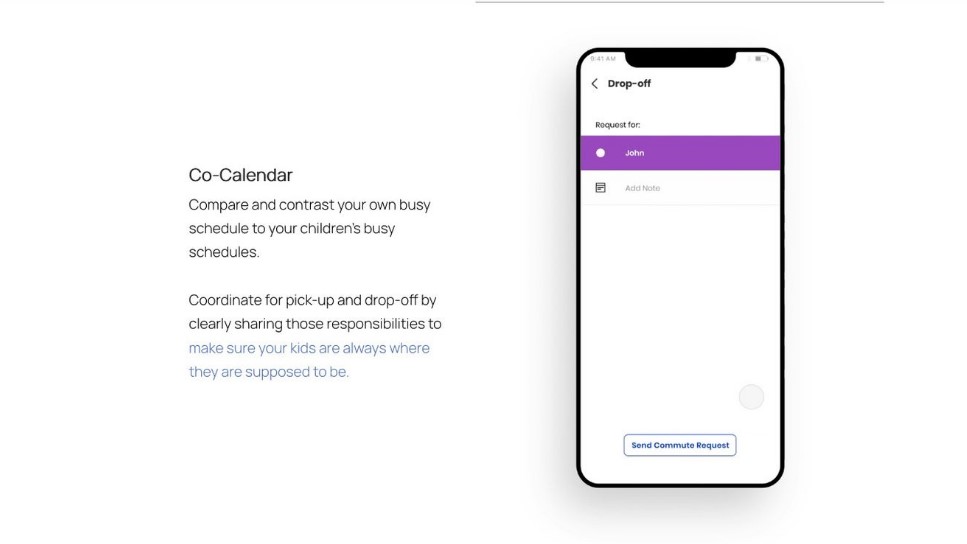 Co-Calendar
Compare and contrast your own busy
schedule to your children's busy
schedules.
Coordinate for pick-up and drop-off by
clearly sharing those responsibilities to
make sure your kids are always where
they are supposed to be.
9:41 AM
Drop-off
Request for:
John
Add Note
Send Commute Request